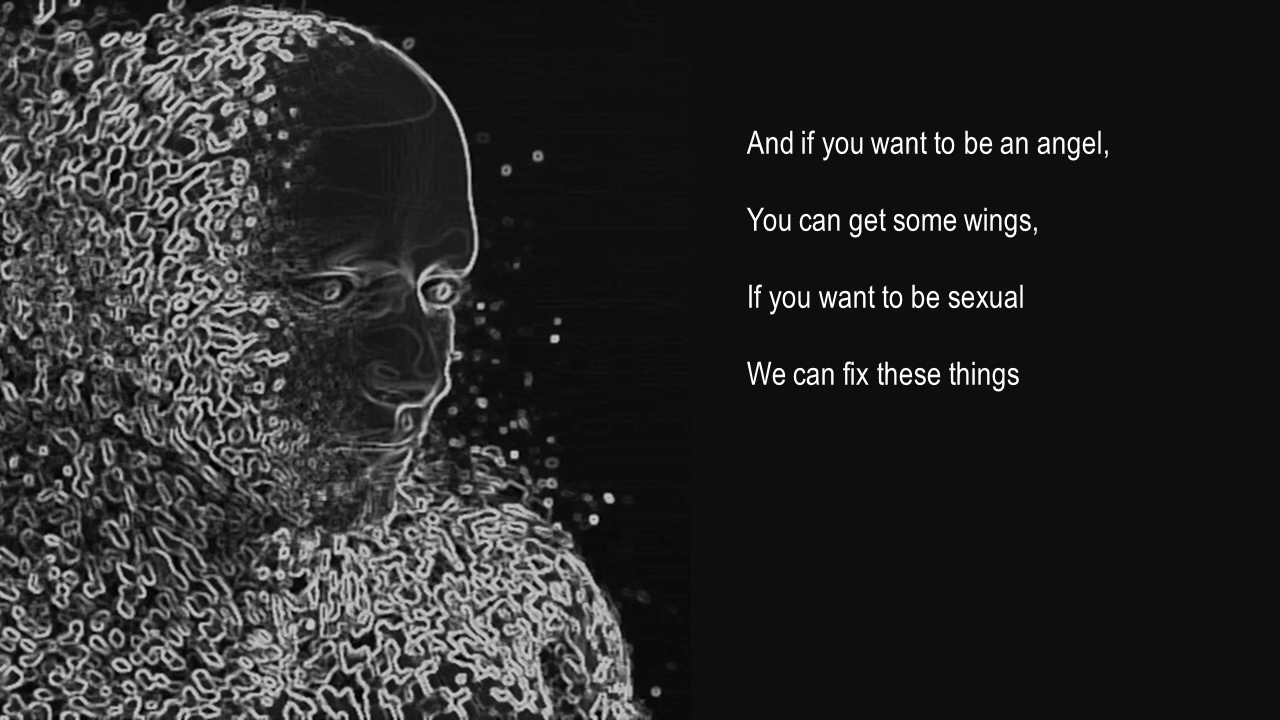 And if you want to be an angel,
You can get some wings,
If you want to be sexual
We can fix these things